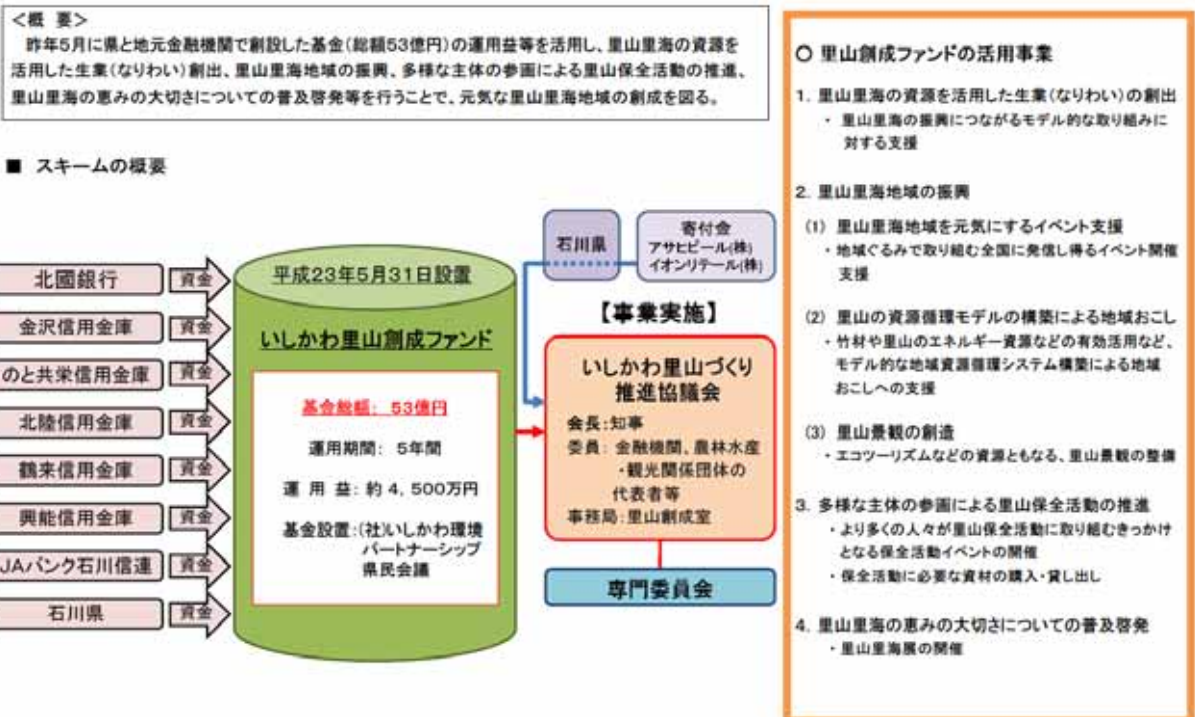 <概 要>
昨年5月に県と地元金融機関で創設した基金(総額53億円)の運用益等を活用し、里山里海の資源を
活用した生業(なりわい)創出、里山里海地域の振興、多様な主体の参画による里山保全活動の推進、
里山里海の恵みの大切さについての普及啓発等を行うことで、元気な里山里海地域の創成を図る。
■ スキームの概要
北國銀行 資金
金沢信用金庫 資金
のと共栄信用金庫 資金
北陸信用金庫 資金
鶴来信用金庫 資金
興能信用金庫 資金
JAバンク石川信連 資金
石川県 資金
平成23年5月31日設置
いしかわ里山創成ファンド
基金総額: 53億円
運用期間: 5年間
運 用 益: 約4,500万円
基金設置:(社)いしかわ環境
パートナーシップ
県民会議
石川県
寄付金
アサヒビール(株)
イオンリテール(株)
【事業実施】
いしかわ里山づくり
推進協議会
会長:知事
委員: 金融機関、農林水産
・観光関係団体の
代表者等
事務局:里山創成室
専門委員会
○ 里山創成ファンドの活用事業
1. 里山里海の資源を活用した生業(なりわい)の創出
・ 里山里海の振興につながるモデル的な取り組みに
対する支援
2. 里山里海地域の振興
(1) 里山里海地域を元気にするイベント支援
・地域ぐるみで取り組む全国に発信し得るイベント開催
支援
(2) 里山の資源循環モデルの構築による地域おこし
・竹材や里山のエネルギー資源などの有効活用など、
モデル的な地域資源循環システム構築による地域
おこしへの支援
(3) 里山景観の創造
・エコツーリズムなどの資源ともなる、里山景観の整備
3. 多様な主体の参画による里山保全活動の推進
・より多くの人々が里山保全活動に取り組むきっかけ
となる保全活動イベントの開催
・保全活動に必要な資材の購入・貸し出し
4. 里山里海の恵みの大切さについての普及啓発
・里山里海展の開催